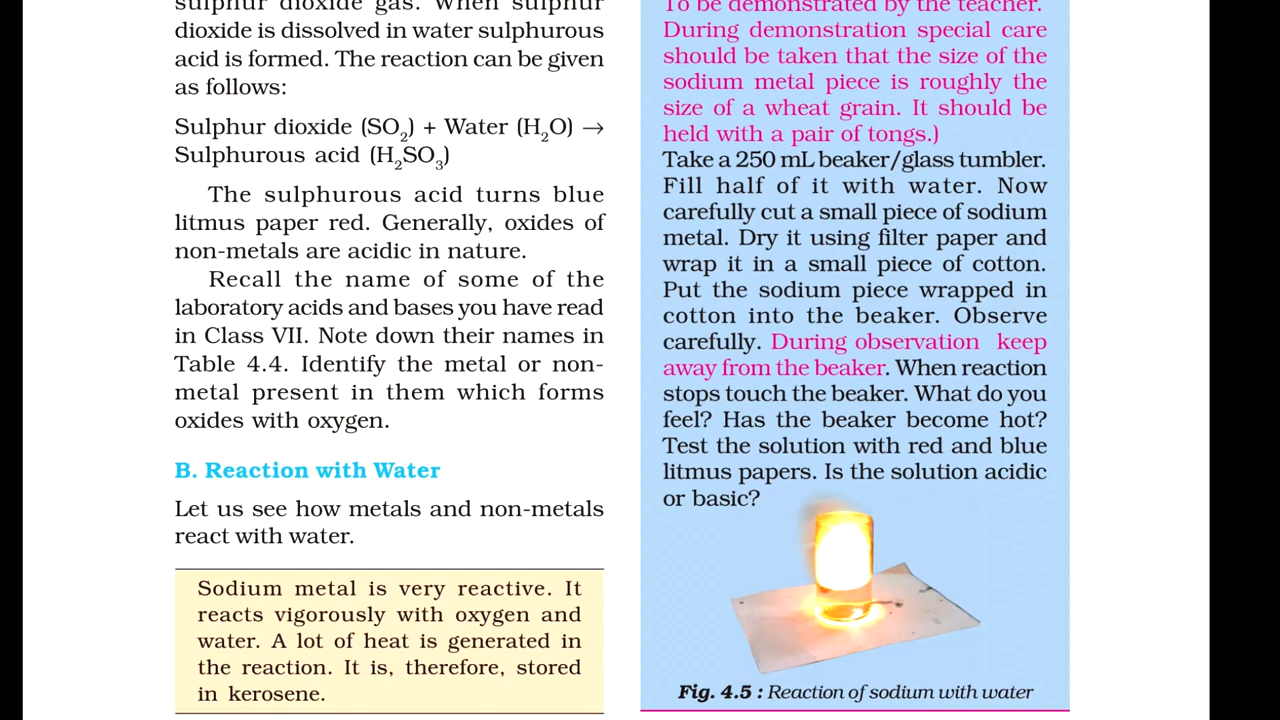 sulphur dioxide gas. When sulphur
dioxide is dissolved in water sulphurous
acid is formed. The reaction can be given
as follows:
Sulphur dioxide (SO₂) + Water (H₂O) →
Sulphurous acid (H₂SO₃)
The sulphurous acid turns blue
litmus paper red. Generally, oxides of
non-metals are acidic in nature.
Recall the name of some of the
laboratory acids and bases you have read
in Class VII. Note down their names in
Table 4.4. Identify the metal or non-
metal present in them which forms
oxides with oxygen.
B. Reaction with Water
Let us see how metals and non-metals
react with water.
Sodium metal is very reactive. It
reacts vigorously with oxygen and
water. A lot of heat is generated in
the reaction. It is, therefore, stored
in kerosene.
To be demonstrated by the teacher.
During demonstration special care
should be taken that the size of the
sodium metal piece is roughly the
size of a wheat grain. It should be
held with a pair of tongs.)
Take a 250 mL beaker/glass tumbler.
Fill half of it with water. Now
carefully cut a small piece of sodium
metal. Dry it using filter paper and
wrap it in a small piece of cotton.
Put the sodium piece wrapped in
cotton into the beaker. Observe
carefully. During observation keep
away from the beaker. When reaction
stops touch the beaker. What do you
feel? Has the beaker become hot?
Test the solution with red and blue
litmus papers. Is the solution acidic
or basic?
Fig. 4.5 : Reaction of sodium with water